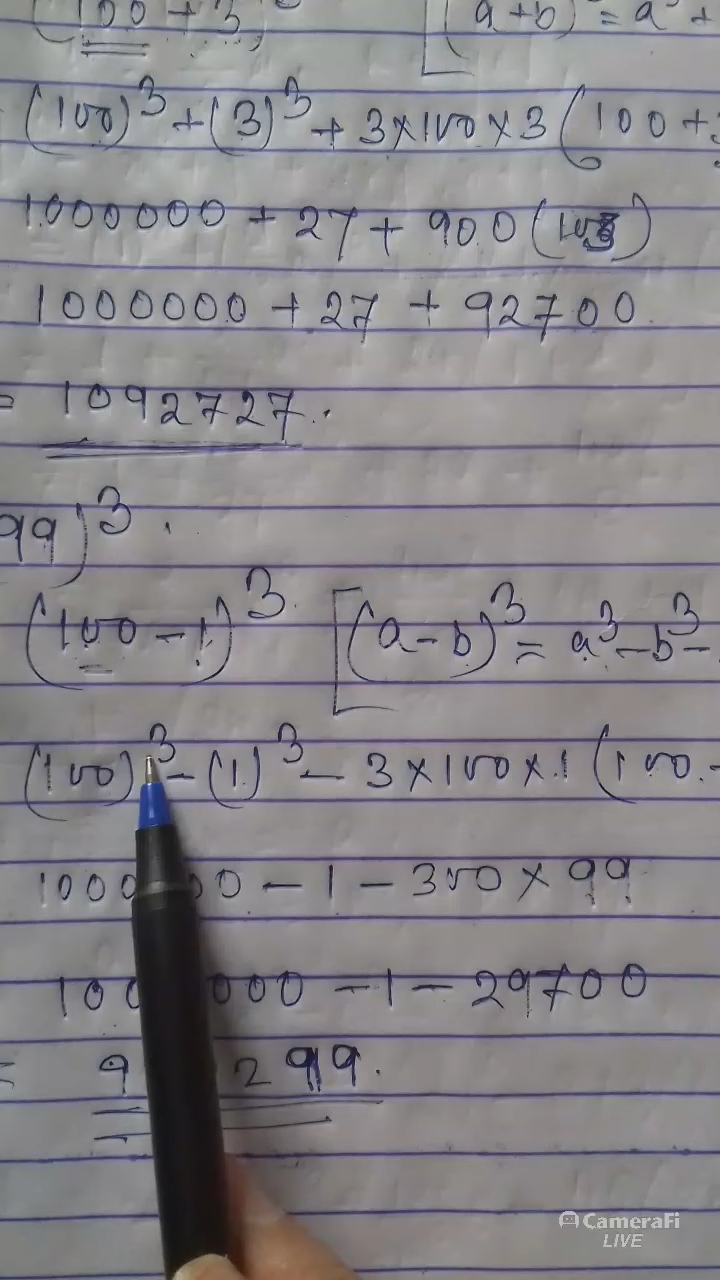 (100 + 3) [(a+b) = a +
(100)³ + (3)³ + 3×100×3 (100 + 3
1000000 + 27 + 900 (103)
1000000 + 27 + 92700
= 1092727.
99)³.
(100 - 1)³ [(a-b)³ = a³ - b³ -
(100)³ - (1)³ - 3×100×1 (100 -
1000 00 - 1 - 300 × 99
100 000 - 1 - 29700
= 9 299.
CameraFi
LIVE